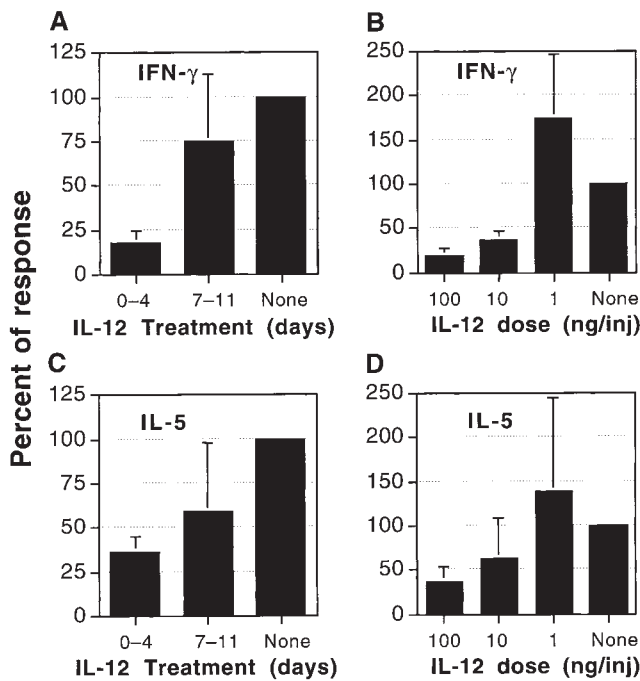 Percent of response
A
125
100
75
50
25
0
IFN-γ
0–4 7–11 None
IL-12 Treatment (days)
B
250
200
150
100
50
0
IFN-γ
100 10 1 None
IL-12 dose (ng/inj)
C
125
100
75
50
25
0
IL-5
0–4 7–11 None
IL-12 Treatment (days)
D
250
200
150
100
50
0
IL-5
100 10 1 None
IL-12 dose (ng/inj)